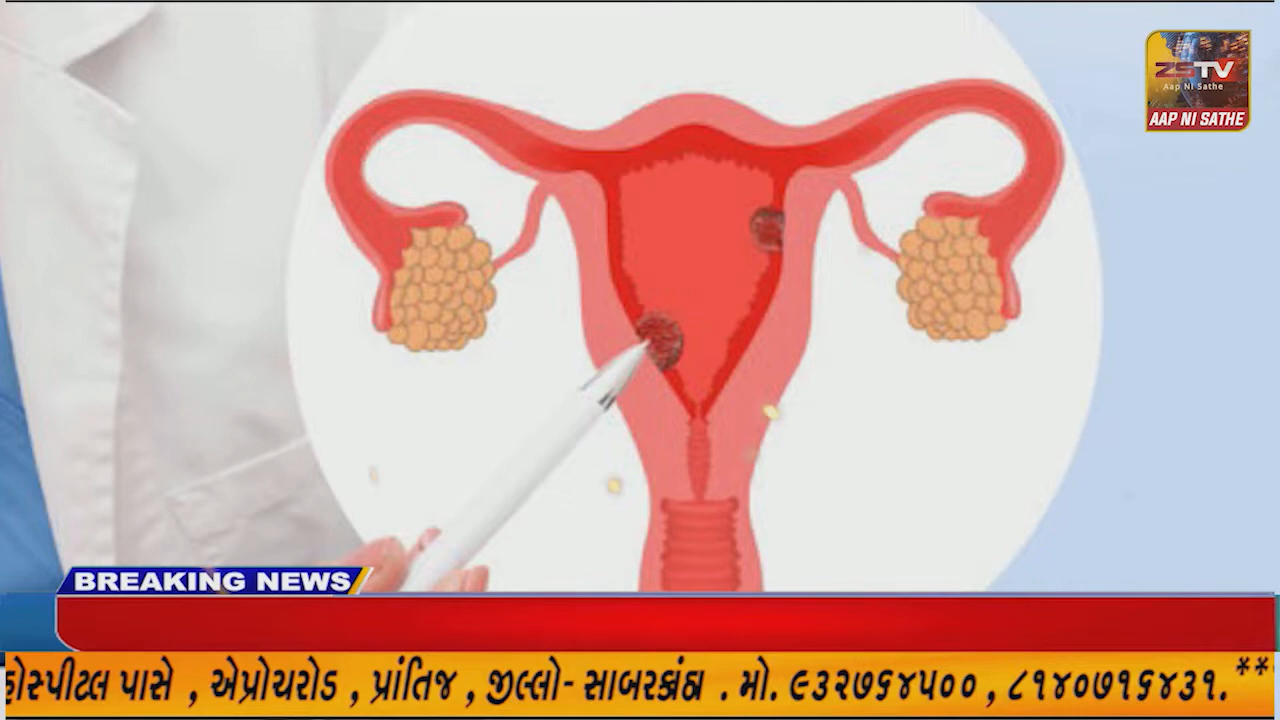 ZSTV
Aap Ni Sathe
AAP NI SATHE
BREAKING NEWS
હોસ્પીટલ પાસે , એપ્રોચરોડ , પ્રાંતિજ , જીલ્લો- સાબરકાંઠા . મો. ૯૩૨૭૬૪૫૦૦ , ૮૧૪૦૭૧૬૪૩૧. **